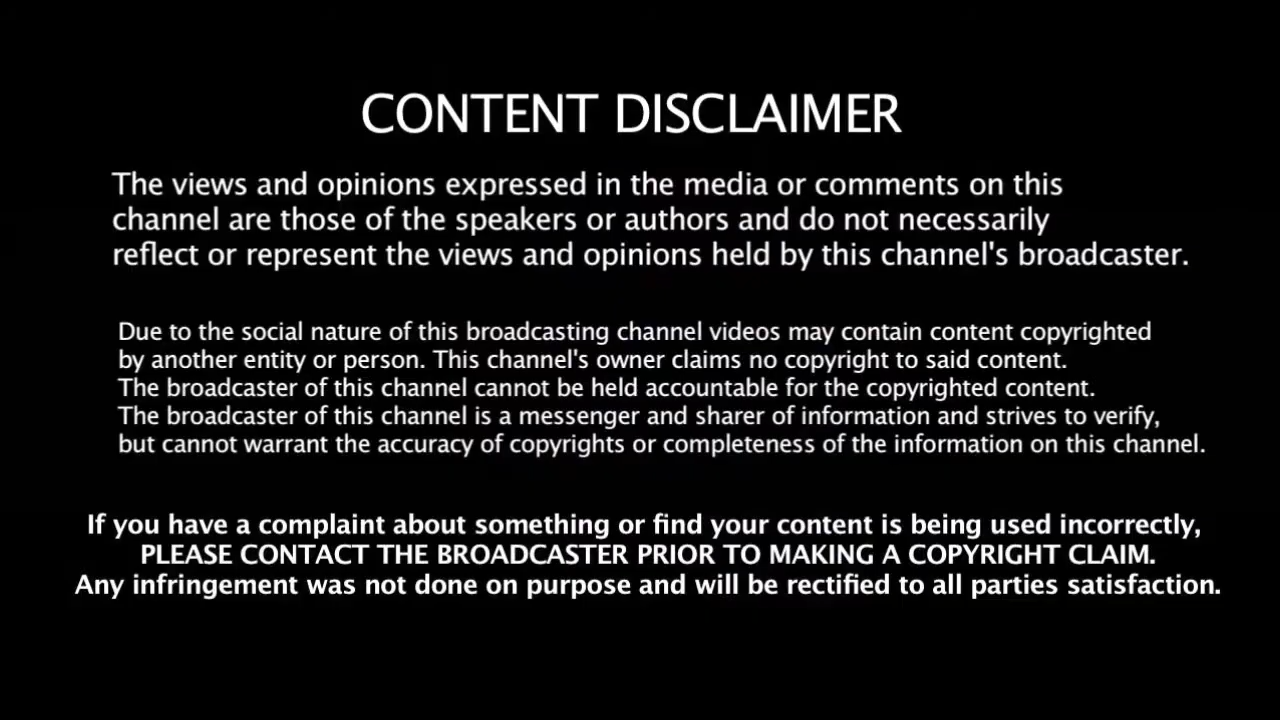 CONTENT DISCLAIMER
The views and opinions expressed in the media or comments on this
channel are those of the speakers or authors and do not necessarily
reflect or represent the views and opinions held by this channel's broadcaster.
Due to the social nature of this broadcasting channel videos may contain content copyrighted
by another entity or person. This channel's owner claims no copyright to said content.
The broadcaster of this channel cannot be held accountable for the copyrighted content.
The broadcaster of this channel is a messenger and sharer of information and strives to verify,
but cannot warrant the accuracy of copyrights or completeness of the information on this channel.
If you have a complaint about something or find your content is being used incorrectly,
PLEASE CONTACT THE BROADCASTER PRIOR TO MAKING A COPYRIGHT CLAIM.
Any infringement was not done on purpose and will be rectified to all parties satisfaction.